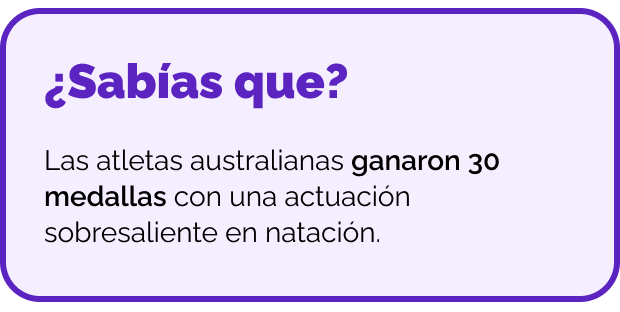 ¿Sabías que?
Las atletas australianas ganaron 30
medallas con una actuación
sobresaliente en natación.